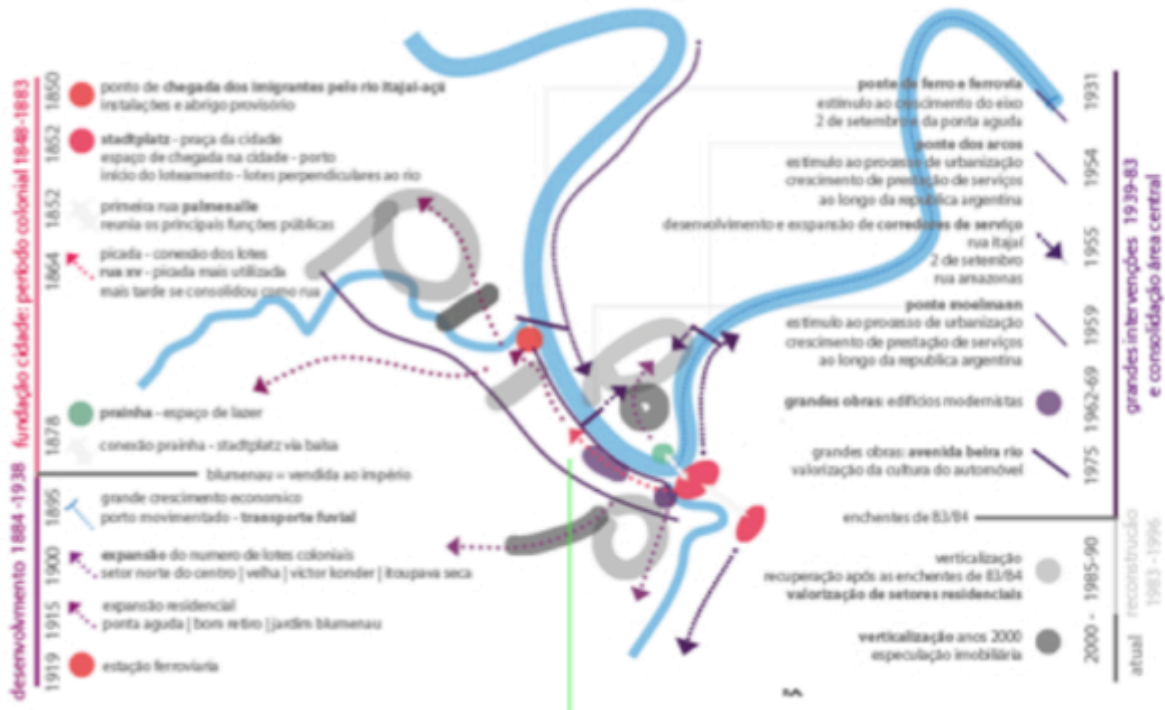 fundação cidade: período colonial 1848-1883
1850
ponto de chegada dos imigrantes pelo rio itajaí-açú
instalações e abrigo provisório
1852
stadtplatz - praça da cidade
espaço de chegada na cidade - porto
início do loteamento - lotes perpendiculares ao rio
1852
primeira rua palmenalle
reunia os principais funções públicas
1864
picada - conexão dos lotes
rua xv - picada mais utilizada
mais tarde se consolidou como rua
prainha - espaço de lazer
1878
conexão prainha - stadtplatz via balsa
blumenau = vendida ao império
desenvolvimento 1884 -1938
1895
grande crescimento economico
porto movimentado - transporte fuvial
1900
expansão do numero de lotes coloniais
setor norte do centro | velha | victor konder | itoupava seca
1915
expansão residencial
ponta aguda | bom retiro | jardim blumenau
1919
estação ferroviaria
grandes intervenções 1939-83
e consolidação área central
1931
ponte de ferro e ferrovia
estímulo ao crescimento do eixo
2 de setembro e da ponta aguda
1954
ponte dos arcos
estimulo ao processo de urbanização
crescimento de prestação de serviços
ao longo da republica argentina
1955
desenvolvimento e exspansão de corredores de serviço
rua itajaí
2 de setembro
rua amazonas
1959
ponte moelmann
estimulo ao processo de urbanização
crescimento de prestação de serviços
ao longo da republica argentina
1962-69
grandes obras: edifícios modernistas
1975
grandes obras: avenida beira rio
valorização da cultura do automóvel
enchentes de 83/84
reconstrução
1983 -1996
1985-90
verticalização
recuperação após as enchentes de 83/84
valorização de setores residenciais
atual
2000 -
verticalização anos 2000
especulação imobiliária